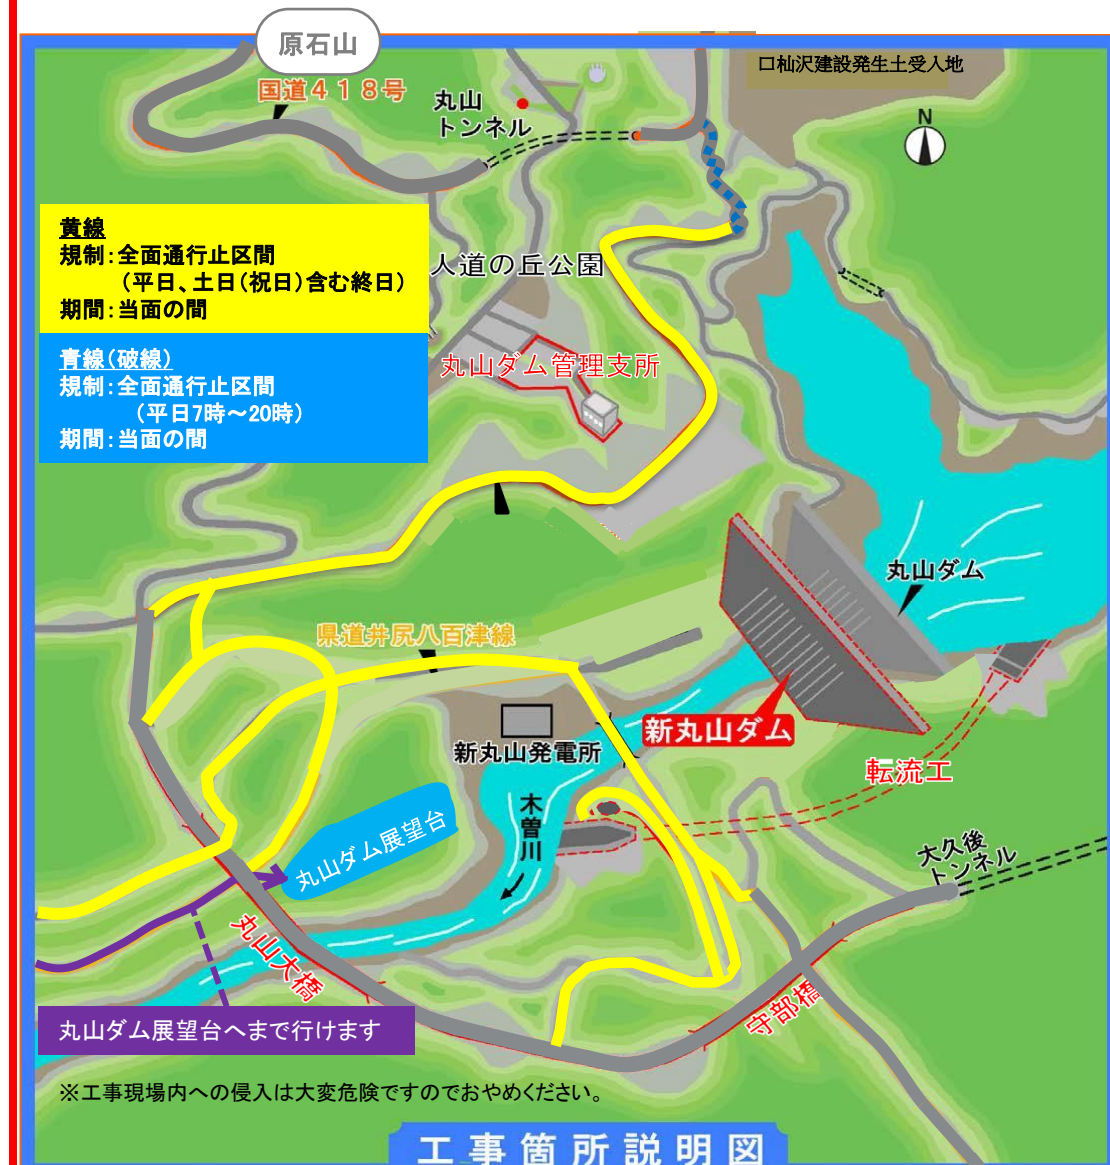 原石山
口杣沢建設発生土受入地
国道418号
丸山
トンネル
N
黄線
規制:全面通行止区間
(平日、土日(祝日)含む終日)
期間:当面の間
人道の丘公園
青線(破線)
規制:全面通行止区間
(平日7時~20時)
期間:当面の間
丸山ダム管理支所
丸山ダム
県道井尻八百津線
新丸山ダム
新丸山発電所
転流工
木曽川
丸山ダム展望台
大久後
トンネル
丸山大橋
守部橋
丸山ダム展望台へまで行けます
※工事現場内への侵入は大変危険ですのでおやめください。
工事箇所説明図